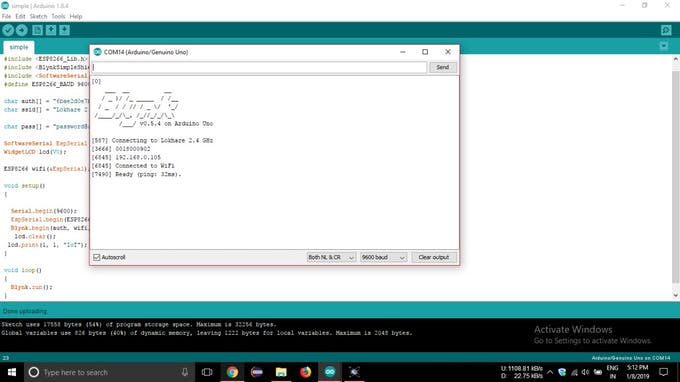 simple | Arduino 1.8.4
File Edit Sketch Tools Help
simple
#include <ESP8266_Lib.h>
#include <BlynkSimpleShi
#include <SoftwareSerial
#define ESP8266_BAUD 9600
char auth[] =
char ssid[] = "Lokhare 2
char pass[] =
SoftwareSerial EspSerial
WidgetLCD lcd(V0);
ESP8266 wifi(&EspSerial);
void setup()
{
Serial.begin(9600);
EspSerial.begin(ESP8266
Blynk.begin(auth, wifi,
lcd.clear();
lcd.print(1, 1, "IoT");
}
void loop()
{
Blynk.run();
}
COM14 (Arduino/Genuino Uno)
Send
[0]
v0.5.4 on Arduino Uno
[557] Connecting to Lokhare 2.4 GHz
[3666] 0018000902
[6845] 192.168.0.105
[6845] Connected to WiFi
[7490] Ready (ping: 32ms).
Autoscroll
Both NL & CR
9600 baud
Clear output
Done uploading.
Sketch uses 17558 bytes (54%) of program storage space. Maximum is 32256 bytes.
Global variables use 826 bytes (40%) of dynamic memory, leaving 1222 bytes for local variables. Maximum is 2048 bytes.
Activate Windows
Go to Settings to activate Windows.
23
Arduino/Genuino Uno on COM14
Type here to search
U: 1108.81 kB/s
D: 22.75 kB/s
ENG
IN
5:12 PM
1/8/2019